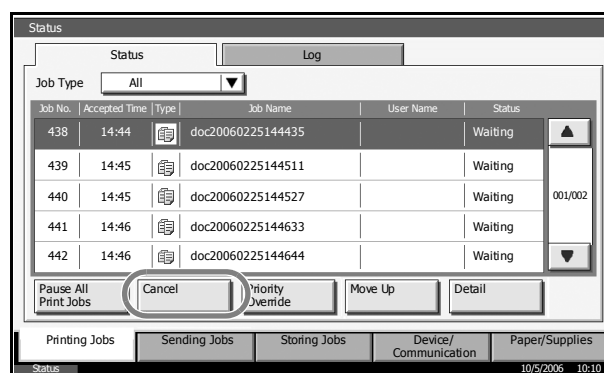 Status
Status Log
Job Type All
Job No. Accepted Time Type Job Name User Name Status
438 14:44 doc20060225144435 Waiting
439 14:45 doc20060225144511 Waiting
440 14:45 doc20060225144527 Waiting
001/002
441 14:46 doc20060225144633 Waiting
442 14:46 doc20060225144644 Waiting
Pause All Cancel Priority Move Up Detail
Print Jobs Override
Printing Jobs Sending Jobs Storing Jobs Device/ Paper/Supplies
Communication
Status 10/5/2006 10:10